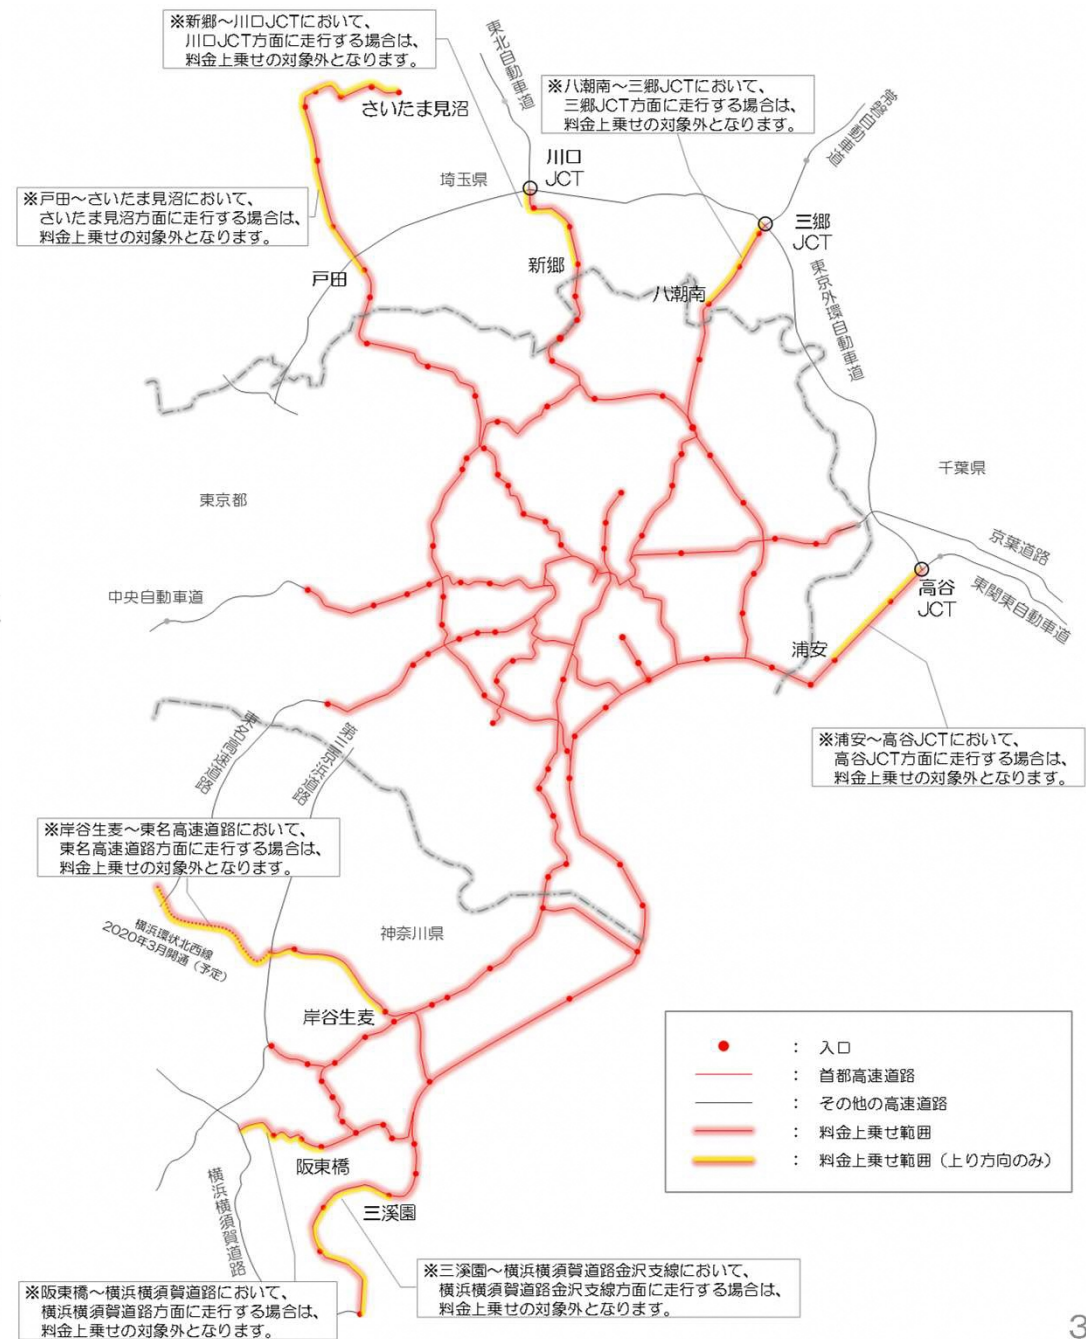 ※新郷～川口JCTにおいて、
川口JCT方面に走行する場合は、
料金上乗せの対象外となります。
東北自動車道
※八潮南～三郷JCTにおいて、
三郷JCT方面に走行する場合は、
料金上乗せの対象外となります。
常磐自動車道
さいたま見沼
川口
JCT
埼玉県
※戸田～さいたま見沼において、
さいたま見沼方面に走行する場合は、
料金上乗せの対象外となります。
三郷
JCT
新郷
戸田
八潮南
東京外環自動車道
千葉県
東京都
京葉道路
高谷
JCT
東関東自動車道
中央自動車道
浦安
東名高速道路
第三京浜道路
※浦安～高谷JCTにおいて、
高谷JCT方面に走行する場合は、
料金上乗せの対象外となります。
※岸谷生麦～東名高速道路において、
東名高速道路方面に走行する場合は、
料金上乗せの対象外となります。
横浜環状北西線
2020年3月開通（予定）
神奈川県
岸谷生麦
： 入口
： 首都高速道路
： その他の高速道路
： 料金上乗せ範囲
： 料金上乗せ範囲（上り方向のみ）
阪東橋
横浜横須賀道路
三溪園
※三溪園～横浜横須賀道路金沢支線において、
横浜横須賀道路金沢支線方面に走行する場合は、
料金上乗せの対象外となります。
※阪東橋～横浜横須賀道路において、
横浜横須賀道路方面に走行する場合は、
料金上乗せの対象外となります。
3